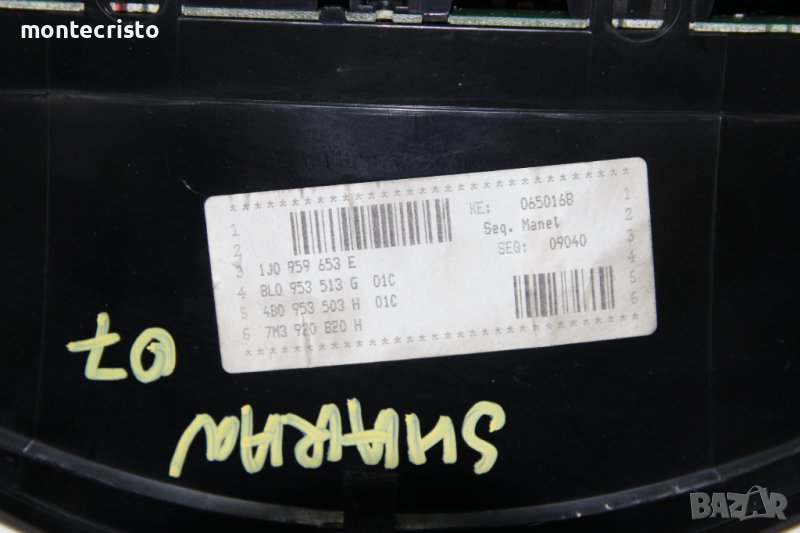 montecristo
KE: 0650168
Seq. Manet
SEQ: 09040
1
2
3 1J0 959 653 E
4 8L0 953 513 G 01C
5 4B0 953 503 H 01C
6 7M3 920 820 H
1
2
3
4
5
6
SHARAN
07
BAZAR